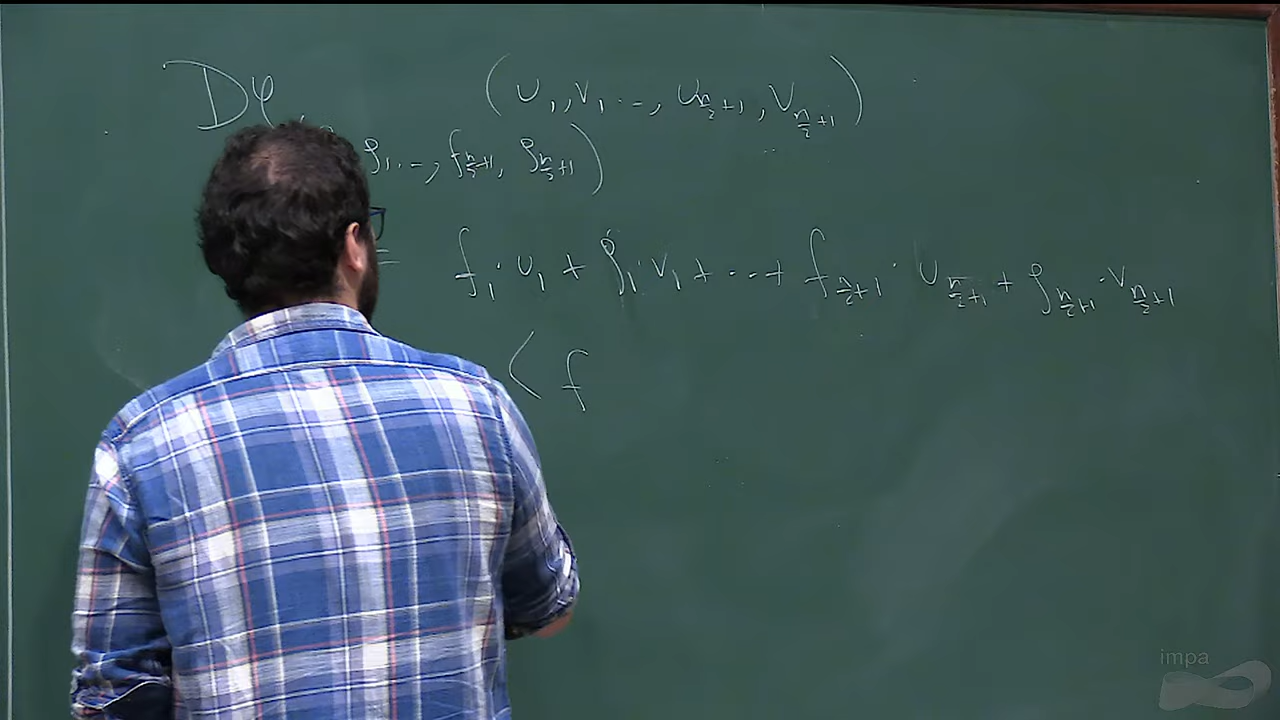 Dφ (u₁, v₁ ..., u_{n/2+1}, v_{n/2+1})
g₁ ..., f_{n/2+1}, g_{n/2+1})
= f₁ · u₁ + g₁ · v₁ + ... + f_{n/2+1} · u_{n/2+1} + g_{n/2+1} · v_{n/2+1}
⟨ f
impa